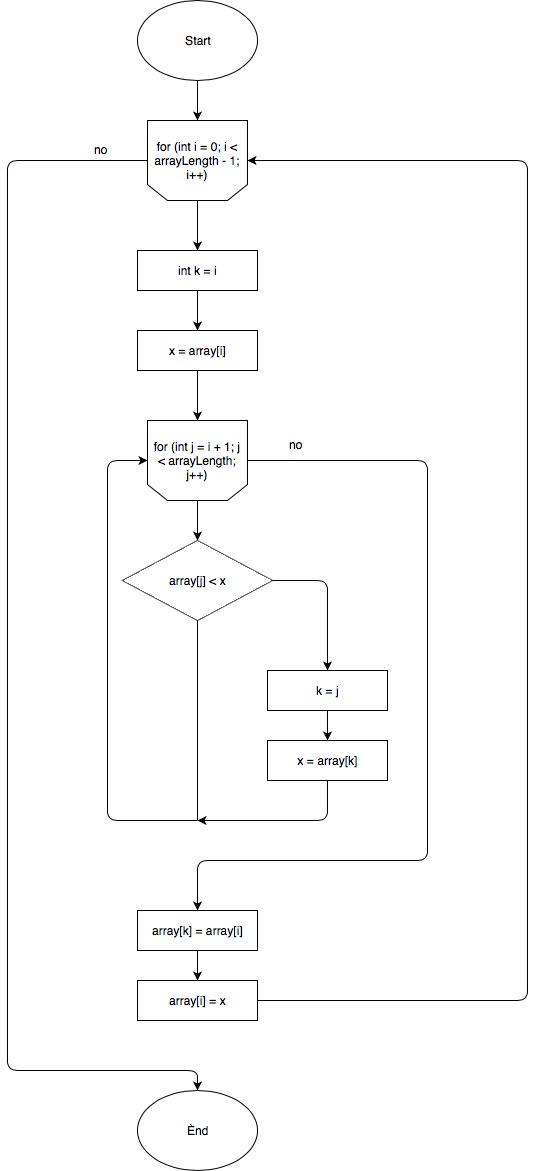 Start
no
for (int i = 0; i <
arrayLength - 1;
i++)
int k = i
x = array[i]
for (int j = i + 1; j
< arrayLength;
j++)
no
array[j] < x
k = j
x = array[k]
array[k] = array[i]
array[i] = x
Ènd